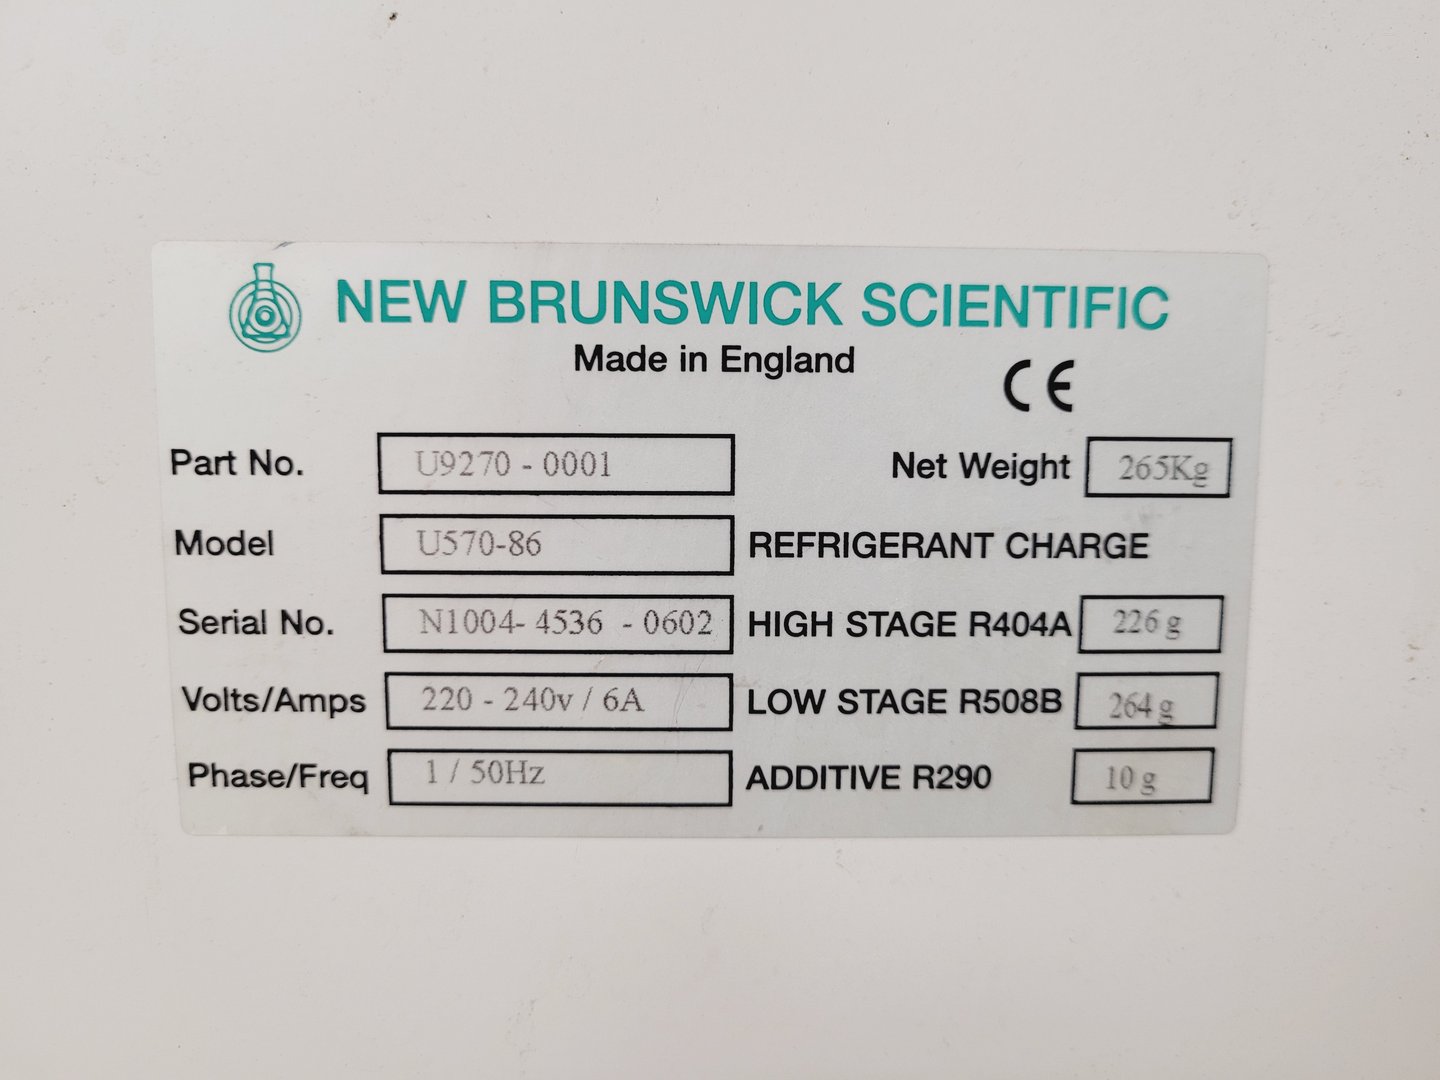 NEW BRUNSWICK SCIENTIFIC
Made in England
CE
Part No. U9270 - 0001 Net Weight 265Kg
Model U570-86 REFRIGERANT CHARGE
Serial No. N1004- 4536 - 0602 HIGH STAGE R404A 226 g
Volts/Amps 220 - 240v / 6A LOW STAGE R508B 264 g
Phase/Freq 1 / 50Hz ADDITIVE R290 10 g